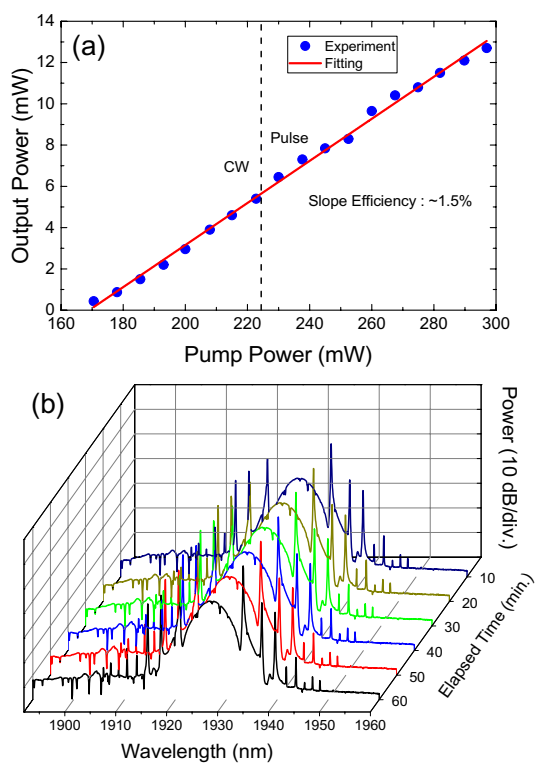 (a)
Experiment
Fitting
CW
Pulse
Slope Efficiency : ~1.5%
Output Power (mW)
14
12
10
8
6
4
2
0
160 180 200 220 240 260 280 300
Pump Power (mW)
(b)
Power (10 dB/div.)
10
20
30
40
50
60
Elapsed Time (min.)
1900 1910 1920 1930 1940 1950 1960
Wavelength (nm)